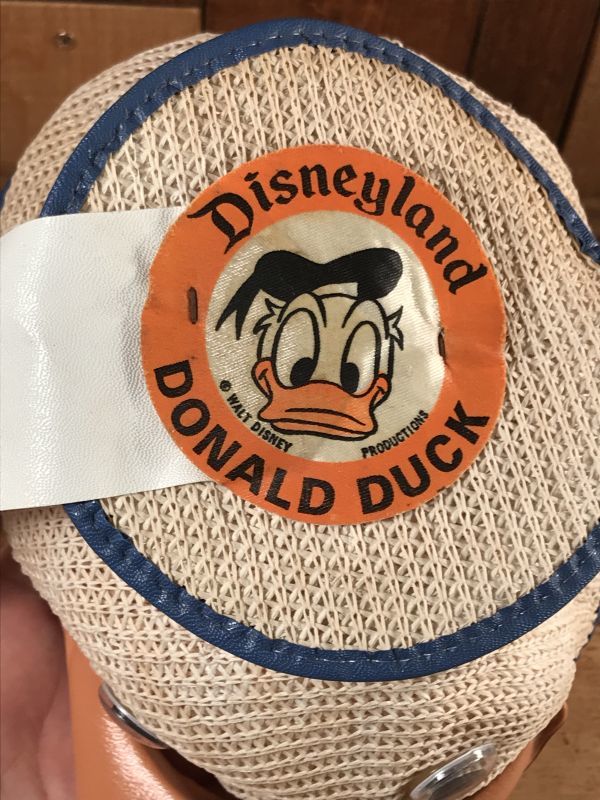 Disneyland
© WALT DISNEY PRODUCTIONS
DONALD DUCK